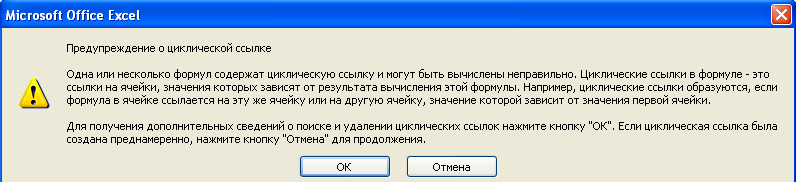 Microsoft Office Excel
Предупреждение о циклической ссылке
Одна или несколько формул содержат циклическую ссылку и могут быть вычислены неправильно. Циклические ссылки в формуле - это
ссылки на ячейки, значения которых зависят от результата вычисления этой формулы. Например, циклические ссылки образуются, если
формула в ячейке ссылается на эту же ячейку или на другую ячейку, значение которой зависит от значения первой ячейки.
Для получения дополнительных сведений о поиске и удалении циклических ссылок нажмите кнопку "ОК". Если циклическая ссылка была
создана преднамеренно, нажмите кнопку "Отмена" для продолжения.
ОК Отмена